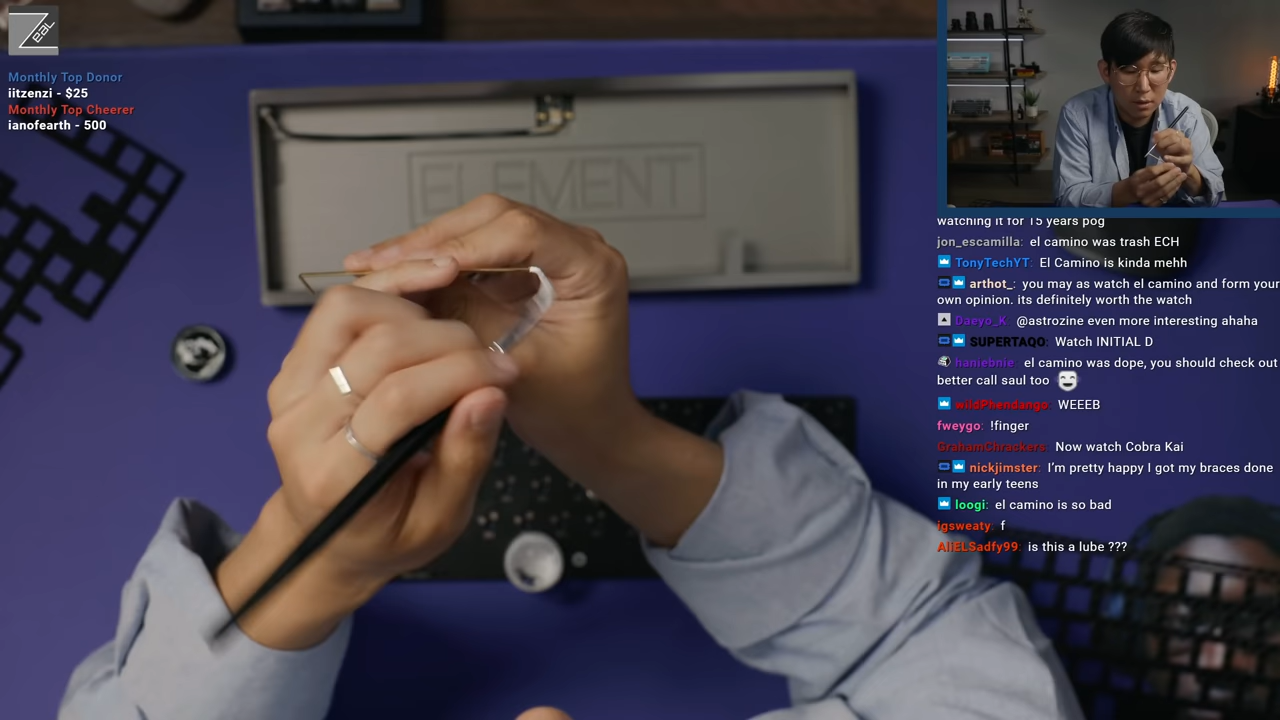 Zeal
Monthly Top Donor
iitzenzi - $25
Monthly Top Cheerer
ianofearth - 500
ELEMENT
watching it for 15 years pog
jon_escamilla: el camino was trash ECH
TonyTechYT: El Camino is kinda mehh
arthot_: you may as watch el camino and form your
own opinion. its definitely worth the watch
Daeyo_K: @astrozine even more interesting ahaha
SUPERTAQO: Watch INITIAL D
haniebnie: el camino was dope, you should check out
better call saul too
wildPhendango: WEEEB
fweygo: !finger
GrahamChrackers: Now watch Cobra Kai
nickjimster: I'm pretty happy I got my braces done
in my early teens
loogi: el camino is so bad
igsweaty: f
AliELSadfy99: is this a lube ???